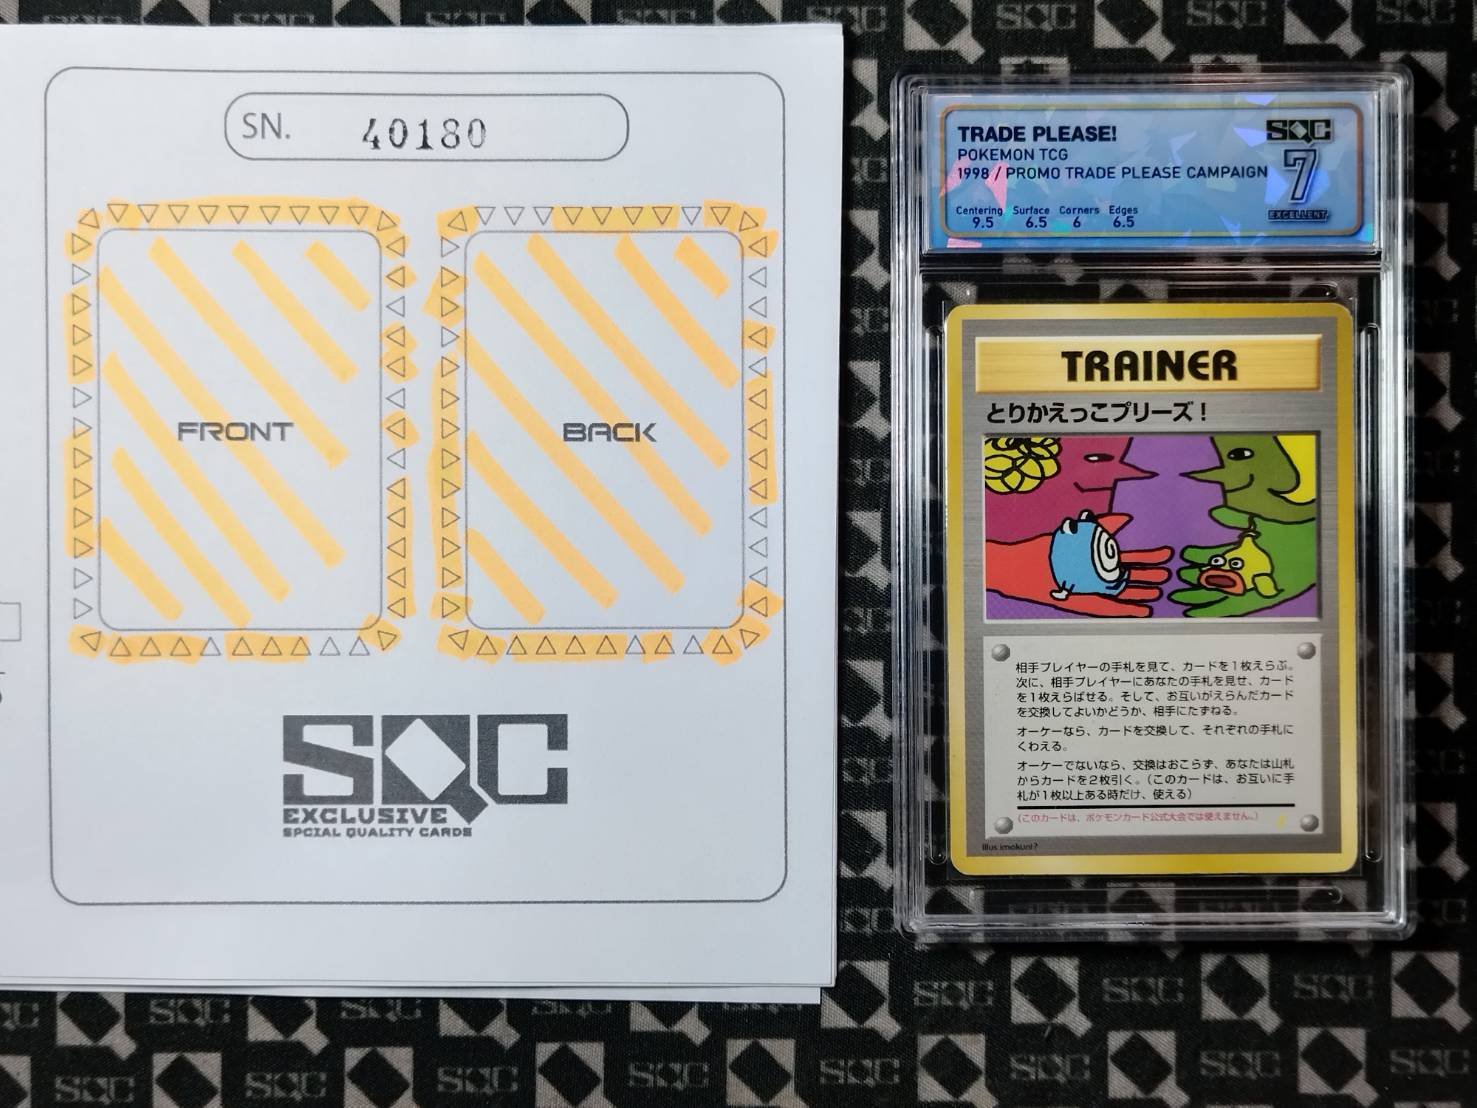 SN. 40180
FRONT
BACK
SQC
EXCLUSIVE
SPCIAL QUALITY CARDS
TRADE PLEASE!
POKEMON TCG
1998 / PROMO TRADE PLEASE CAMPAIGN
SQC
7
EXCELLENT
Centering Surface Corners Edges
9.5 6.5 6 6.5
TRAINER
とりかえっこプリーズ!
相手プレイヤーの手札を見て、カードを1枚えらぶ。
次に、相手プレイヤーにあなたの手札を見せ、カード
を1枚えらばせる。そして、お互いがえらんだカード
を交換してよいかどうか、相手にたずねる。
オーケーなら、カードを交換して、それぞれの手札に
くわえる。
オーケーでないなら、交換はおこらず、あなたは山札
からカードを2枚引く。(このカードは、お互いに手
札が1枚以上ある時だけ、使える)
(このカードは、ポケモンカード公式大会では使えません。)
Illus.imokuni?